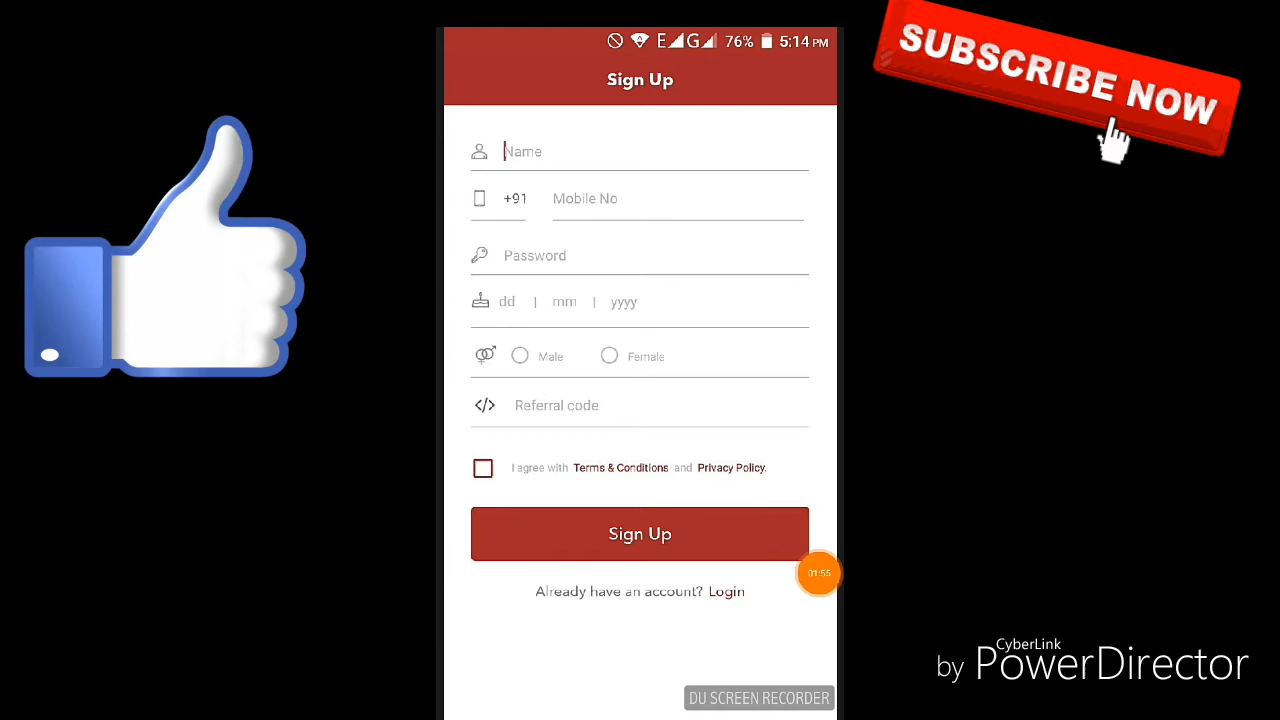 E G 76% 5:14 PM
Sign Up
SUBSCRIBE NOW
Name
+91 Mobile No
Password
dd | mm | yyyy
Male Female
</> Referral code
I agree with Terms & Conditions and Privacy Policy.
Sign Up
01:55
Already have an account? Login
CyberLink
by PowerDirector
DU SCREEN RECORDER